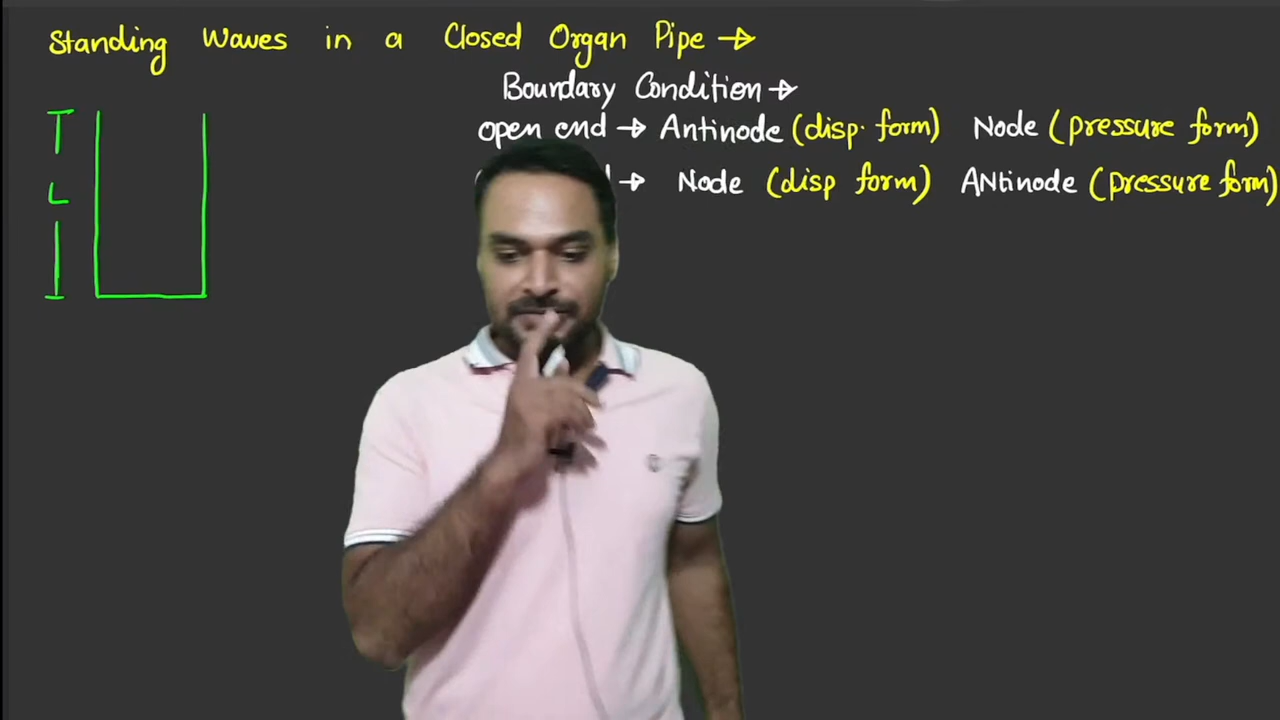 Standing Waves in a Closed Organ Pipe →
Boundary Condition →
open end → Antinode (disp. form) Node (pressure form)
→ Node (disp form) ANtinode (pressure form)
L